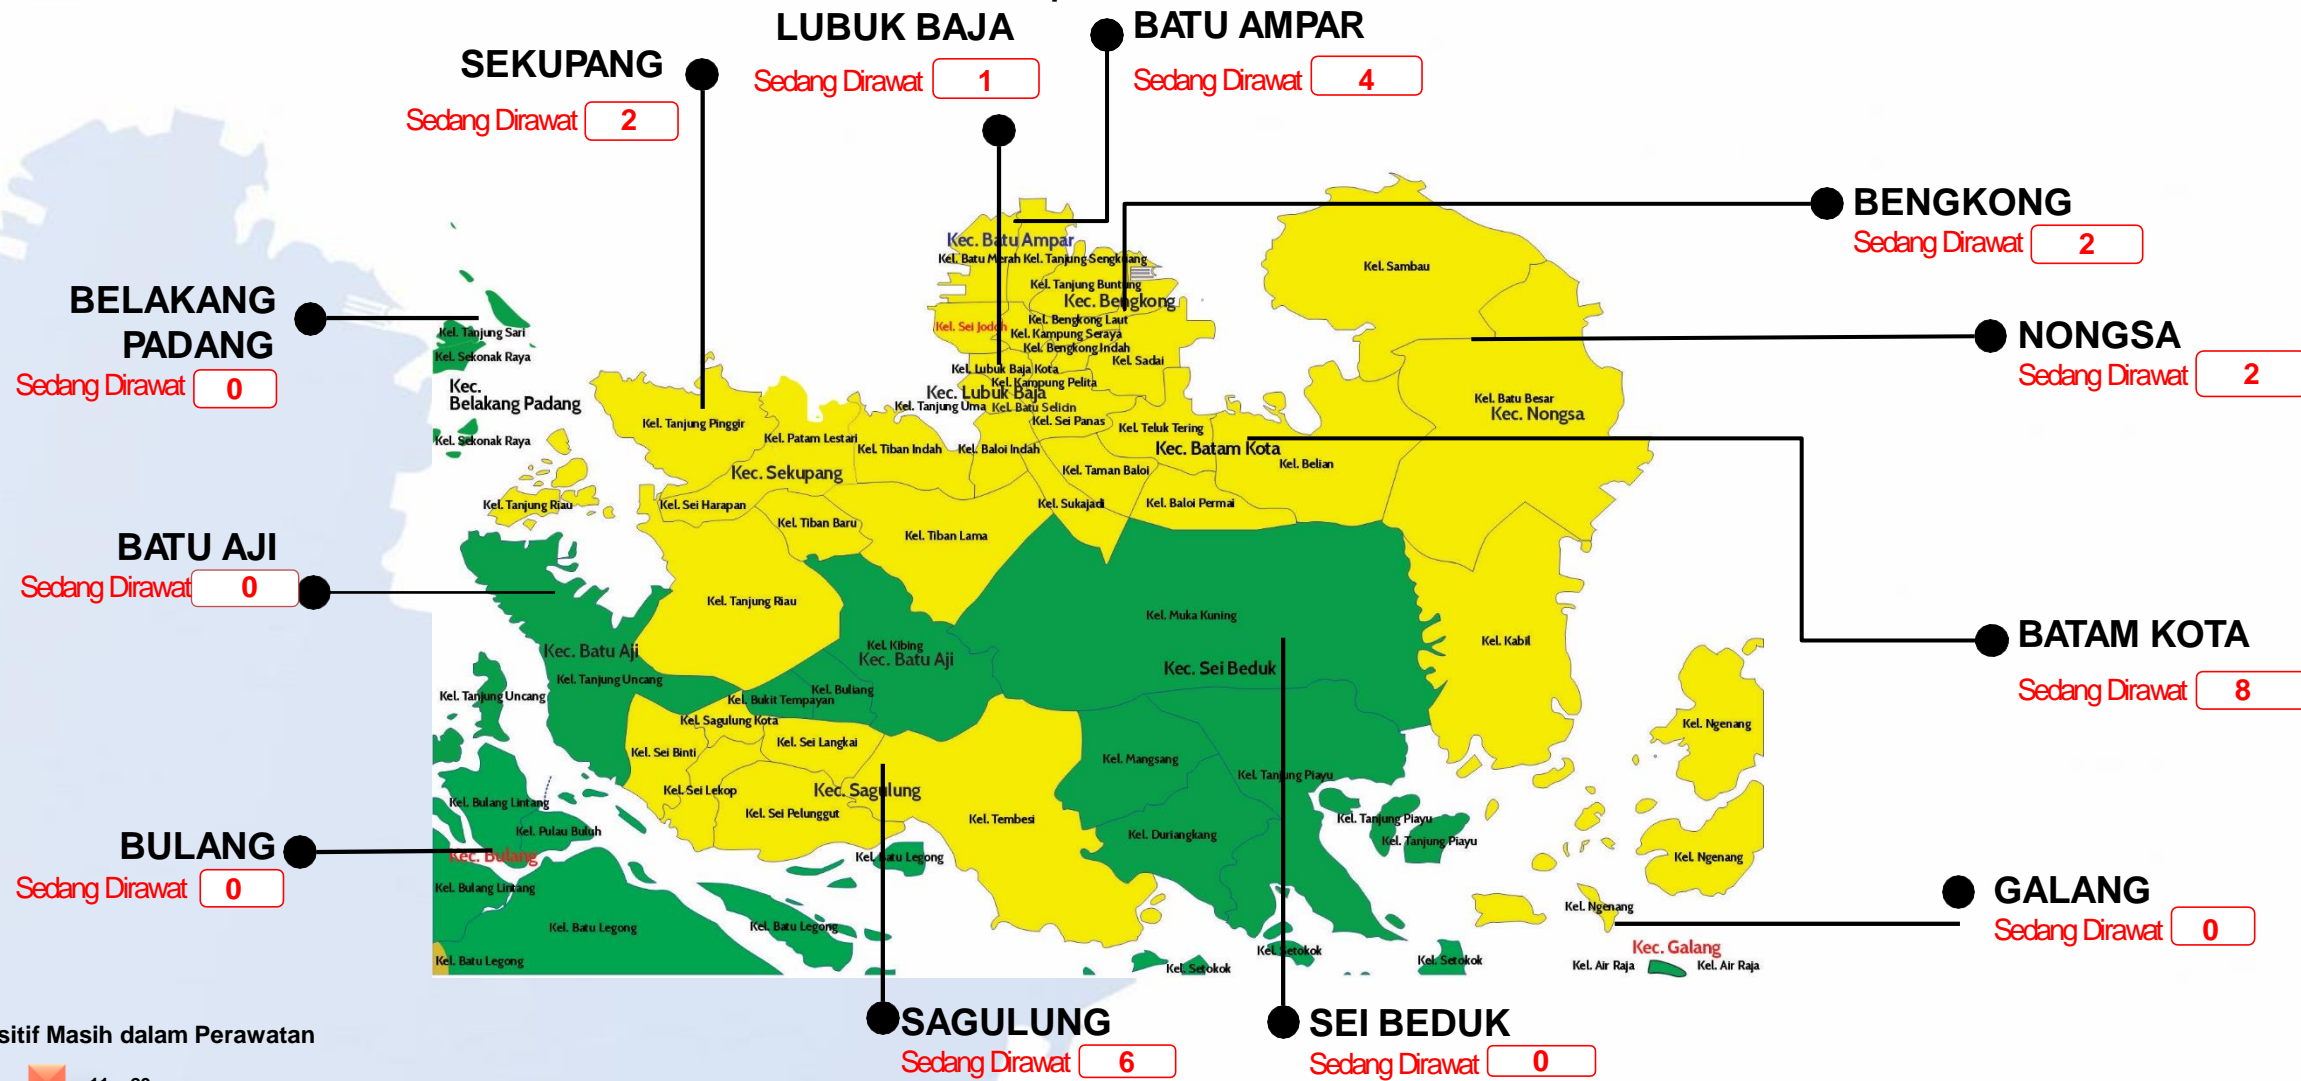 LUBUK BAJA
Sedang Dirawat 1
BATU AMPAR
Sedang Dirawat 4
SEKUPANG
Sedang Dirawat 2
BENGKONG
Sedang Dirawat 2
BELAKANG
PADANG
Sedang Dirawat 0
NONGSA
Sedang Dirawat 2
BATU AJI
Sedang Dirawat 0
BATAM KOTA
Sedang Dirawat 8
BULANG
Sedang Dirawat 0
GALANG
Sedang Dirawat 0
SAGULUNG
Sedang Dirawat 6
SEI BEDUK
Sedang Dirawat 0
Kec. Batu Ampar
Kel. Batu Merah
Kel. Tanjung Sengkuang
Kel. Tanjung Buntung
Kec. Bengkong
Kel. Sei Jodoh
Kel. Bengkong Laut
Kel. Kampung Seraya
Kel. Bengkong Indah
Kel. Sadai
Kel. Lubuk Baja Kota
Kel. Kampung Pelita
Kec. Lubuk Baja
Kel. Tanjung Uma
Kel. Batu Selicin
Kel. Sei Panas
Kel. Teluk Tering
Kec. Batam Kota
Kel. Belian
Kel. Sambau
Kel. Batu Besar
Kec. Nongsa
Kel. Tanjung Sari
Kel. Sekonak Raya
Kec.
Belakang Padang
Kel. Sekonak Raya
Kel. Tanjung Pinggir
Kel. Patam Lestari
Kel. Tiban Indah
Kel. Baloi Indah
Kel. Taman Baloi
Kec. Sekupang
Kel. Tanjung Riau
Kel. Sei Harapan
Kel. Tiban Baru
Kel. Tiban Lama
Kel. Sukajadi
Kel. Baloi Permai
Kel. Tanjung Riau
Kel. Muka Kuning
Kel. Kabil
Kec. Batu Aji
Kel. Kibing
Kec. Batu Aji
Kec. Sei Beduk
Kel. Tanjung Uncang
Kel. Tanjung Uncang
Kel. Buliang
Kel. Bukit Tempayan
Kel. Sagulung Kota
Kel. Sei Binti
Kel. Sei Langkai
Kel. Mangsang
Kel. Tanjung Piayu
Kel. Ngenang
Kel. Sei Lekop
Kec. Sagulung
Kel. Sei Pelunggut
Kel. Tembesi
Kel. Duriangkang
Kel. Tanjung Piayu
Kel. Tanjung Piayu
Kel. Ngenang
Kel. Bulang Lintang
Kel. Pulau Buluh
Kec. Bulang
Kel. Bulang Lintang
Kel. Batu Legong
Kel. Batu Legong
Kel. Batu Legong
Kel. Batu Legong
Kel. Ngenang
Kec. Galang
Kel. Setokok
Kel. Setokok
Kel. Setokok
Kel. Air Raja
Kel. Air Raja
sitif Masih dalam Perawatan